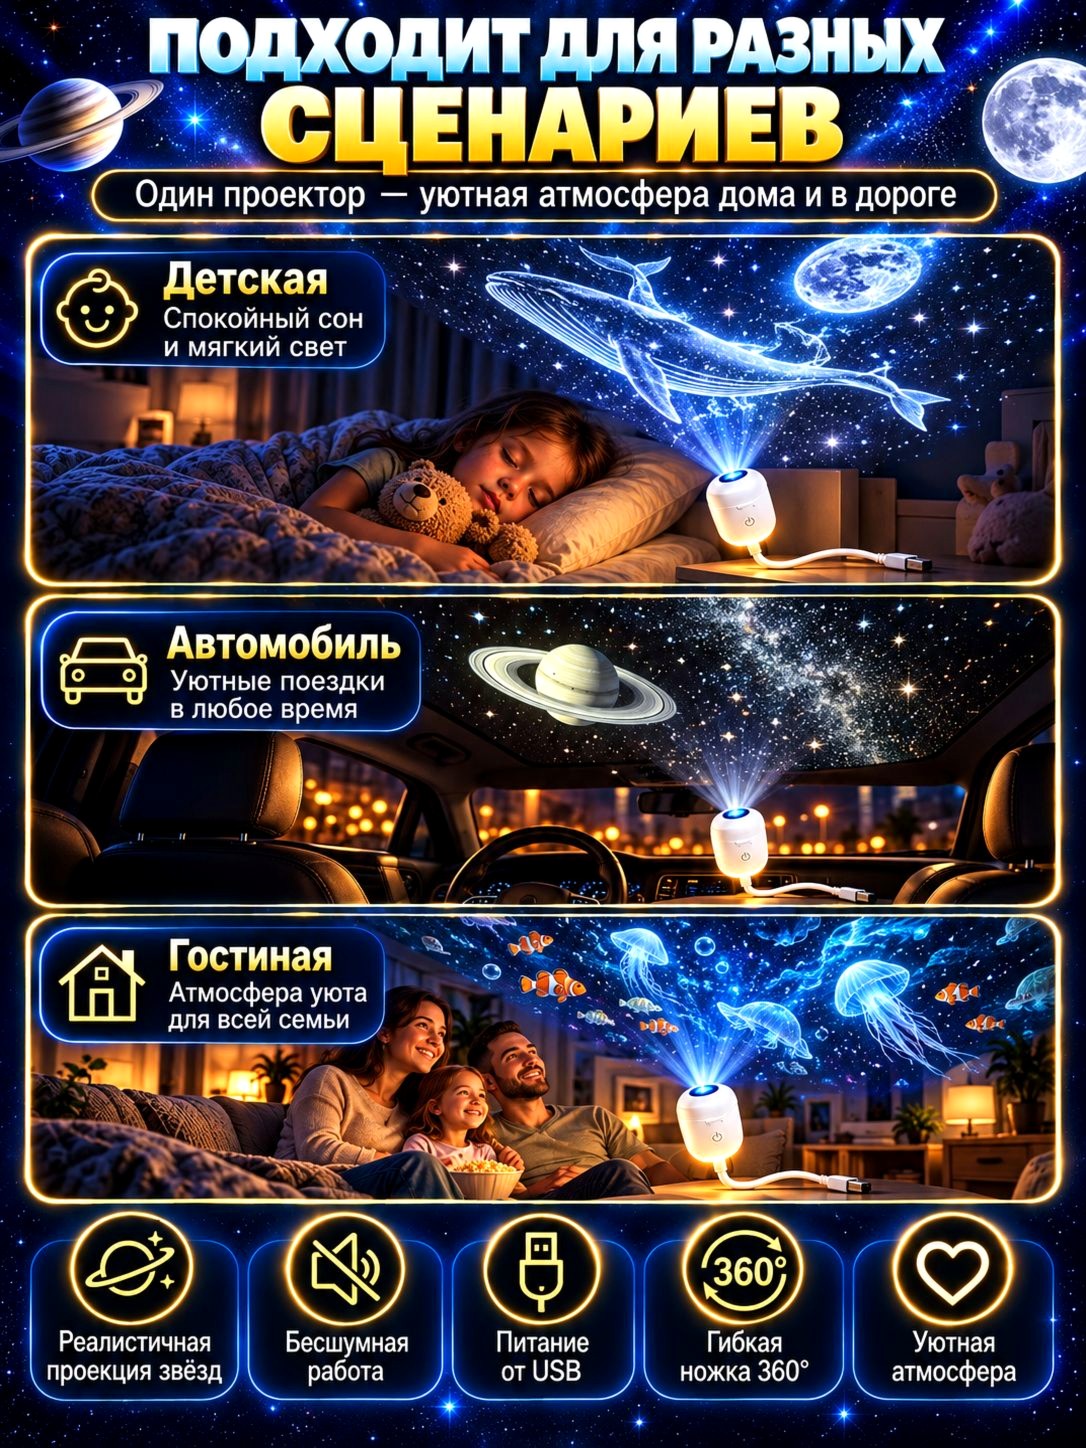 ПОДХОДИТ ДЛЯ РАЗНЫХ
СЦЕНАРИЕВ
Один проектор — уютная атмосфера дома и в дороге
Детская
Спокойный сон
и мягкий свет
Автомобиль
Уютные поездки
в любое время
Гостиная
Атмосфера уюта
для всей семьи
Реалистичная
проекция звёзд
Бесшумная
работа
Питание
от USB
360°
Гибкая
ножка 360°
Уютная
атмосфера